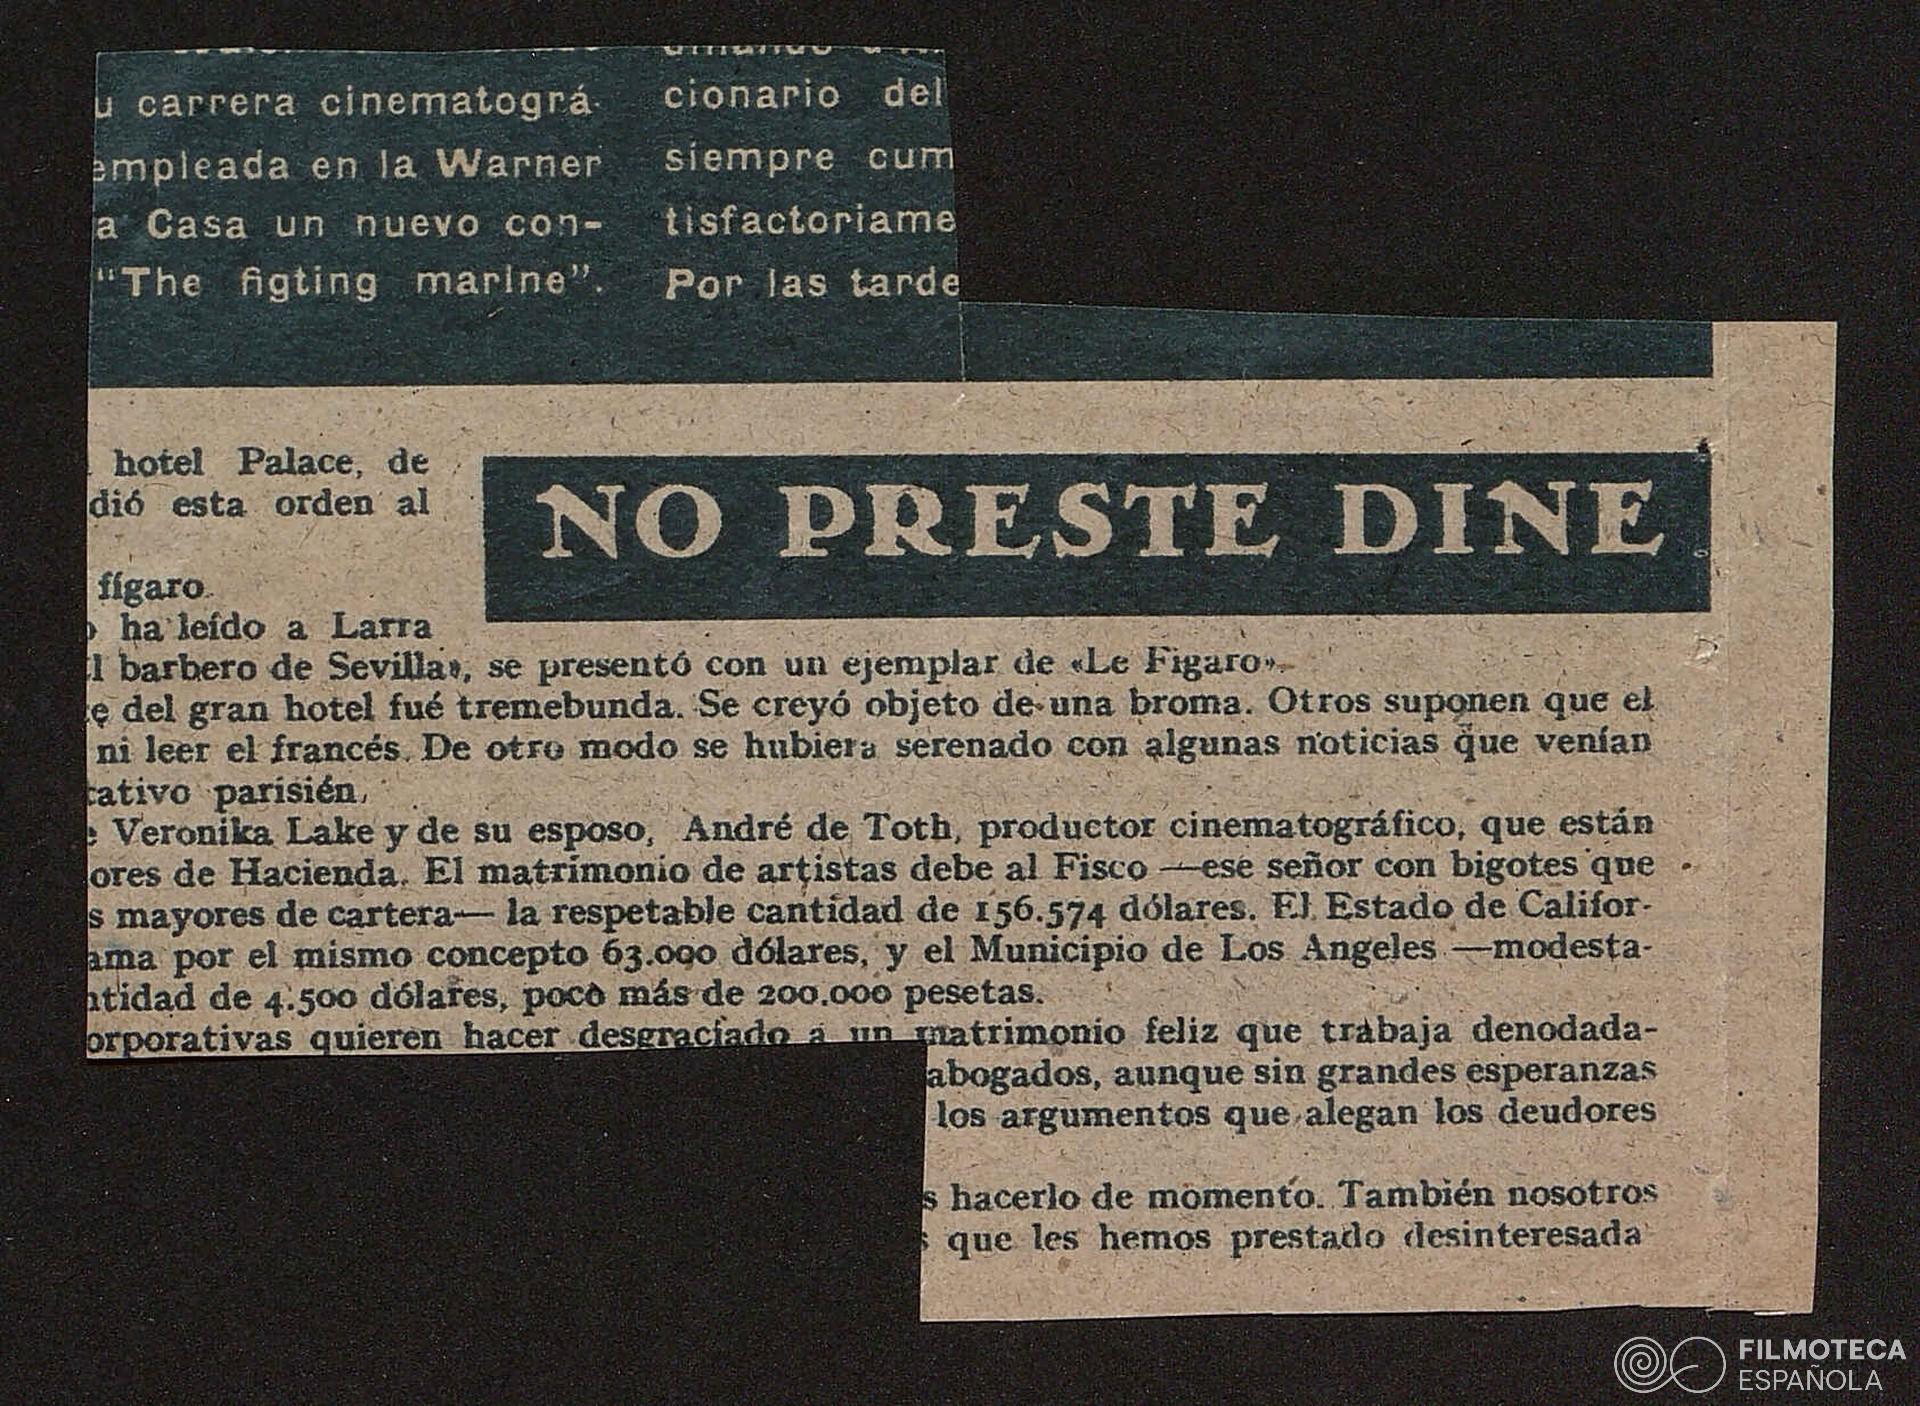 u carrera cinematográ-
empleada en la Warner
a Casa un nuevo con-
“The figting marine”.
cionario del
siempre cum
tisfactoriame
Por las tarde
hotel Palace, de
dió esta orden al
fígaro.
ha leído a Larra
NO PRESTE DINE
l barbero de Sevilla», se presentó con un ejemplar de «Le Figaro».
e del gran hotel fué tremebunda. Se creyó objeto de una broma. Otros suponen que el
ni leer el francés. De otro modo se hubiera serenado con algunas noticias que venían
tativo parisién.
e Veronika Lake y de su esposo, André de Toth, productor cinematográfico, que están
ores de Hacienda. El matrimonio de artistas debe al Fisco —ese señor con bigotes que
s mayores de cartera— la respetable cantidad de 156.574 dólares. El Estado de Califor-
ama por el mismo concepto 63.000 dólares, y el Municipio de Los Angeles —modesta-
ntidad de 4.500 dólares, poco más de 200.000 pesetas.
orporativas quieren hacer desgraciado a un matrimonio feliz que trabaja denodada-
abogados, aunque sin grandes esperanzas
los argumentos que alegan los deudores
s hacerlo de momento. También nosotros
que les hemos prestado desinteresada
FILMOTECA
ESPAÑOLA